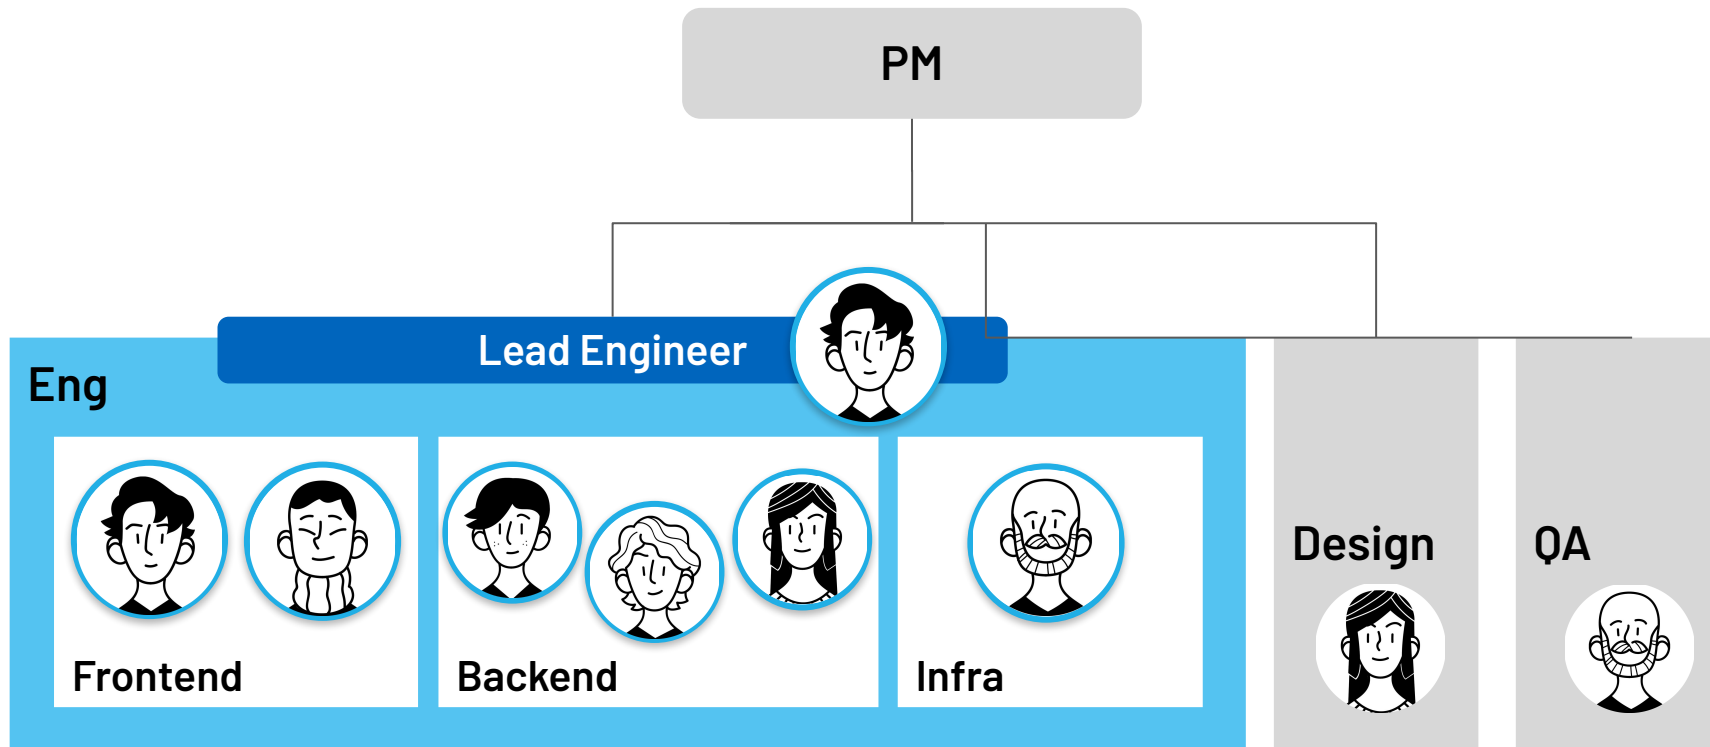 PM
Lead Engineer
Eng
Frontend
Backend
Infra
Design
QA